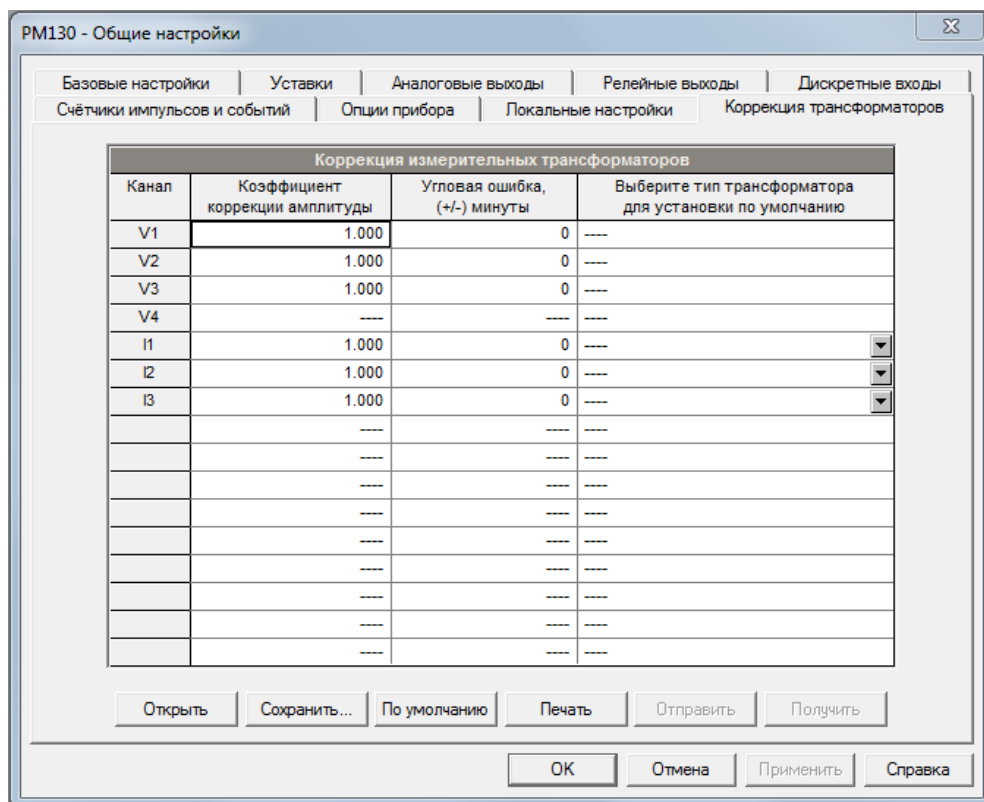 PM130 - Общие настройки
Базовые настройки Уставки Аналоговые выходы Релейные выходы Дискретные входы
Счётчики импульсов и событий Опции прибора Локальные настройки Коррекция трансформаторов
Коррекция измерительных трансформаторов
Канал Коэффициент коррекции амплитуды Угловая ошибка, (+/-) минуты Выберите тип трансформатора для установки по умолчанию
V1 1.000 0 ----
V2 1.000 0 ----
V3 1.000 0 ----
V4 ---- ---- ----
I1 1.000 0 ----
I2 1.000 0 ----
I3 1.000 0 ----
---- ---- ----
---- ---- ----
---- ---- ----
---- ---- ----
---- ---- ----
---- ---- ----
---- ---- ----
---- ---- ----
---- ---- ----
Открыть Сохранить... По умолчанию Печать Отправить Получить
OK Отмена Применить Справка